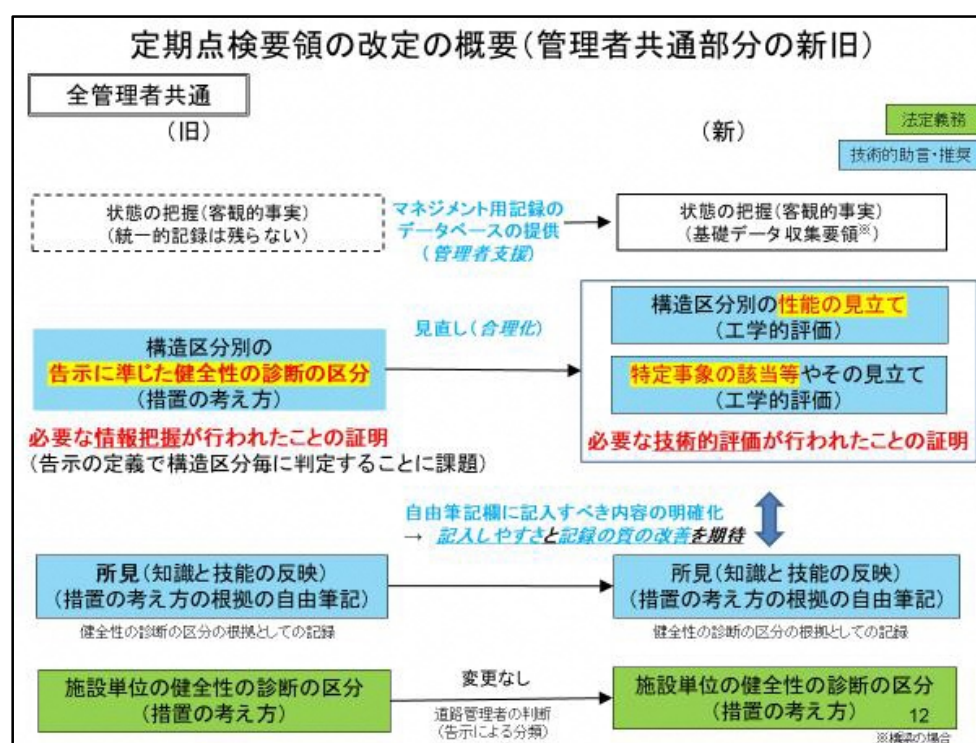 定期点検要領の改定の概要(管理者共通部分の新旧)
全管理者共通
(旧)
(新)
法定義務
技術的助言・推奨
状態の把握(客観的事実)
(統一的記録は残らない)
マネジメント用記録の
データベースの提供
(管理者支援)
状態の把握(客観的事実)
(基礎データ収集要領※)
構造区分別の
告示に準じた健全性の診断の区分
(措置の考え方)
見直し(合理化)
構造区分別の性能の見立て
(工学的評価)
特定事象の該当等やその見立て
(工学的評価)
必要な情報把握が行われたことの証明
(告示の定義で構造区分毎に判定することに課題)
必要な技術的評価が行われたことの証明
自由筆記欄に記入すべき内容の明確化
→ 記入しやすさと記録の質の改善を期待
所見(知識と技能の反映)
(措置の考え方の根拠の自由筆記)
健全性の診断の区分の根拠としての記録
所見(知識と技能の反映)
(措置の考え方の根拠の自由筆記)
健全性の診断の区分の根拠としての記録
施設単位の健全性の診断の区分
(措置の考え方)
変更なし
道路管理者の判断
(告示による分類)
施設単位の健全性の診断の区分
(措置の考え方)
12
※橋梁の場合